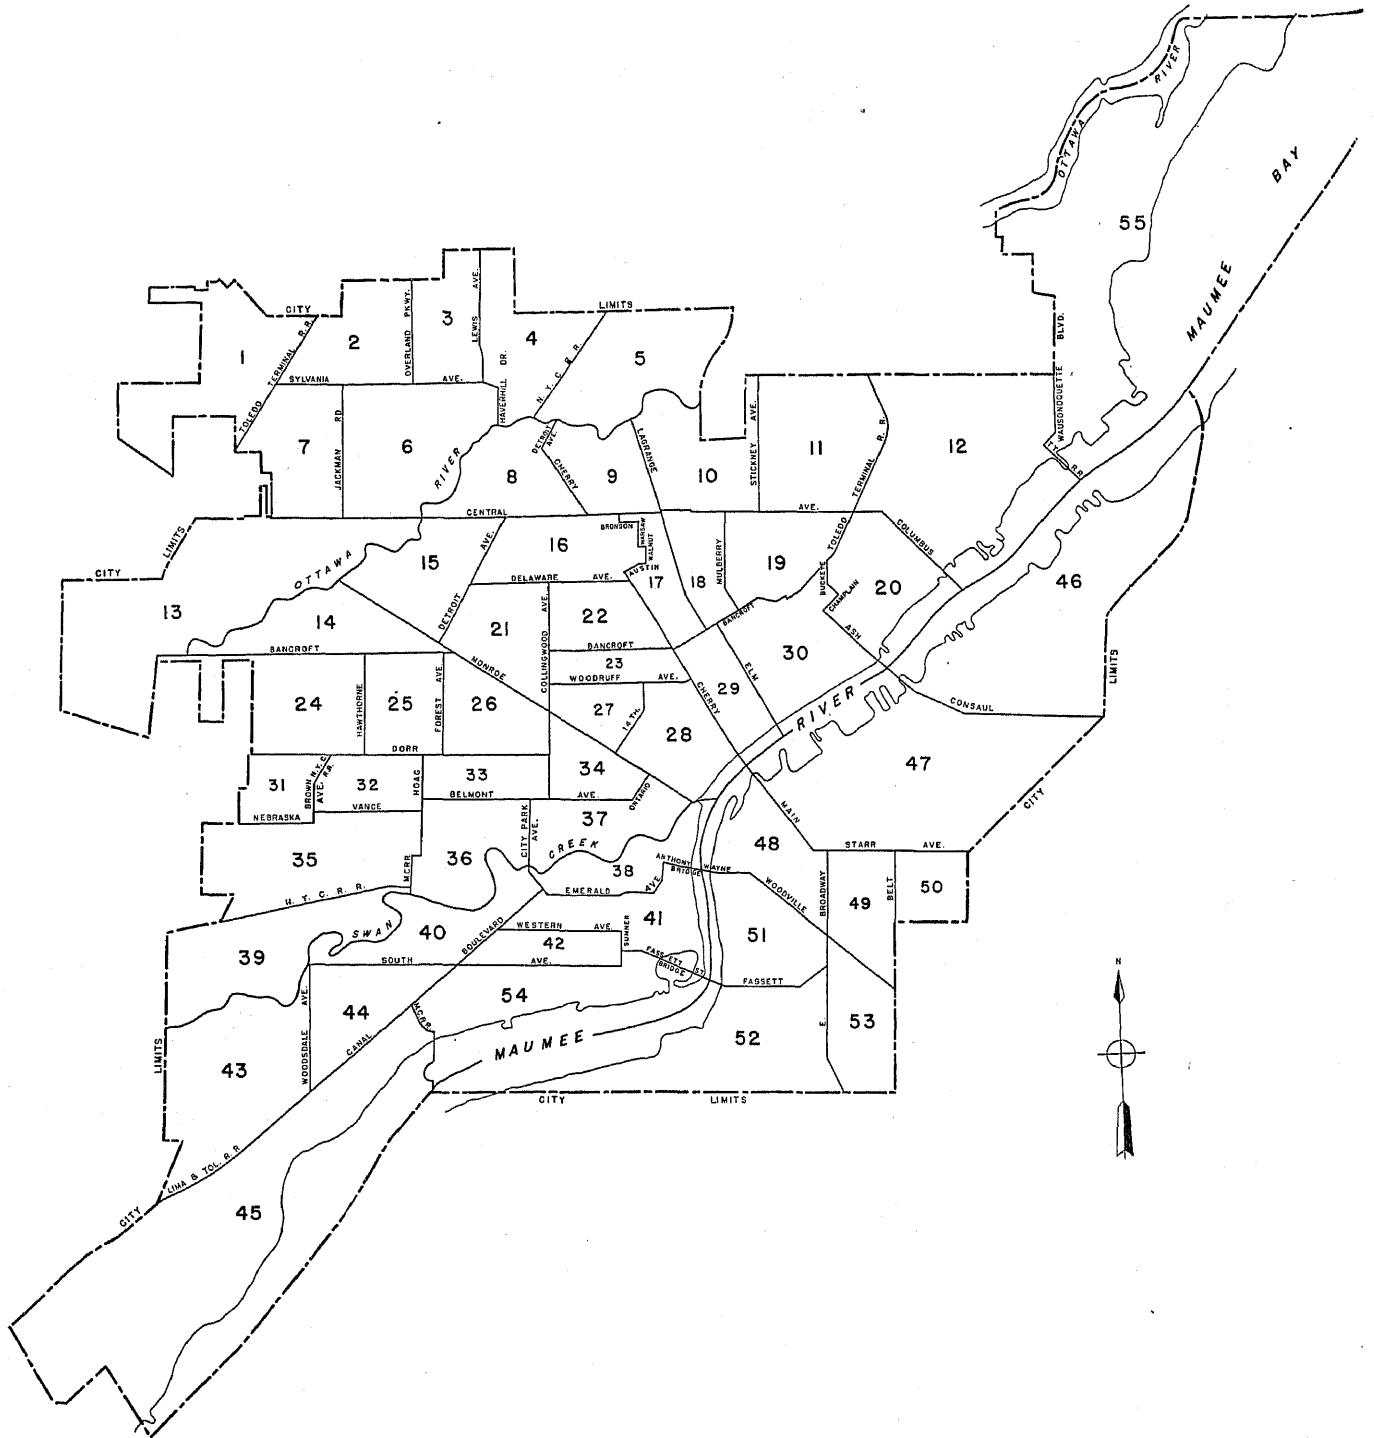 OTTAWA RIVER
BAY
55
MAUMEE
CITY
LIMITS
1
TOLEDO TERMINAL R.R.
2
OVERLAND PKWY.
3
LEWIS AVE.
4
HAVERHILL DR.
N. Y. C. R. R.
5
SYLVANIA AVE.
WAUSONOQUETTE BLVD.
7
JACKMAN RD
6
RIVER
DETROIT AVE.
CHERRY
8
9
LAGRANGE
10
STICKNEY AVE.
11
TERMINAL R. R.
12
T.T. R.R.
CENTRAL
AVE.
CITY
LIMITS
OTTAWA
13
14
15
DETROIT AVE.
16
BRONSON
WARSAW
WALNUT
AUSTIN
17
18
MULBERRY
19
TOLEDO
COLUMBUS
BUCKEYE
CHAMPLAIN
20
46
DELAWARE AVE.
21
COLLINGWOOD AVE.
22
BANCROFT
ASH
30
BANCROFT
BANCROFT
MONROE
23
WOODRUFF AVE.
CHERRY
29
ELM
LIMITS
24
HAWTHORNE
25
FOREST AVE
26
27
14 TH.
28
RIVER
CONSAUL
DORR
47
31
BROWN AVE.
N.Y.C. R.R.
32
HOAG
33
34
ONTARIO
CITY
NEBRASKA
VANCE
BELMONT AVE.
MAIN
35
M.C.R.R.
36
CITY PARK AVE.
37
CREEK
38
48
STARR AVE.
ANTHONY WAYNE
BRIDGE
N. Y. C. R. R.
EMERALD AVE.
WOODVILLE
BROADWAY
49
BELT
50
39
SWAN
40
BOULEVARD
WESTERN AVE.
42
SUMNER
41
51
SOUTH AVE.
FASSETT ST
BRIDGE
FASSETT
N
44
CANAL
M.C.R.R.
54
MAUMEE
52
E.
53
LIMITS
43
WOODSDALE AVE.
CITY LIMITS
LIMA & TOL. R. R
CITY
45